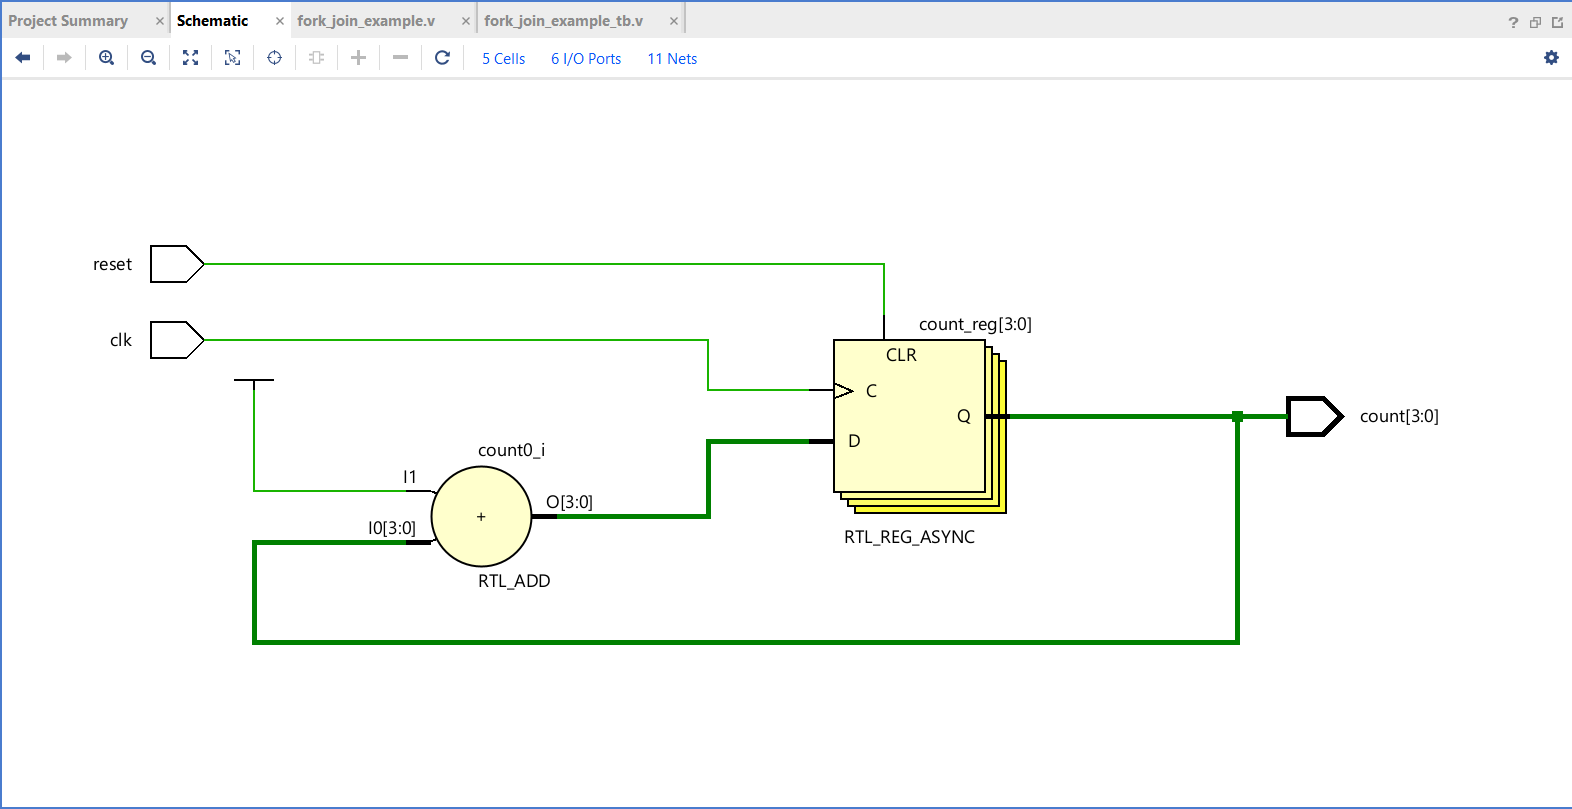 Project Summary × Schematic × fork_join_example.v × fork_join_example_tb.v ×
?
5 Cells 6 I/O Ports 11 Nets
reset
clk
count_reg[3:0]
CLR
C
Q
D
count[3:0]
RTL_REG_ASYNC
count0_i
I1
I0[3:0]
+
O[3:0]
RTL_ADD